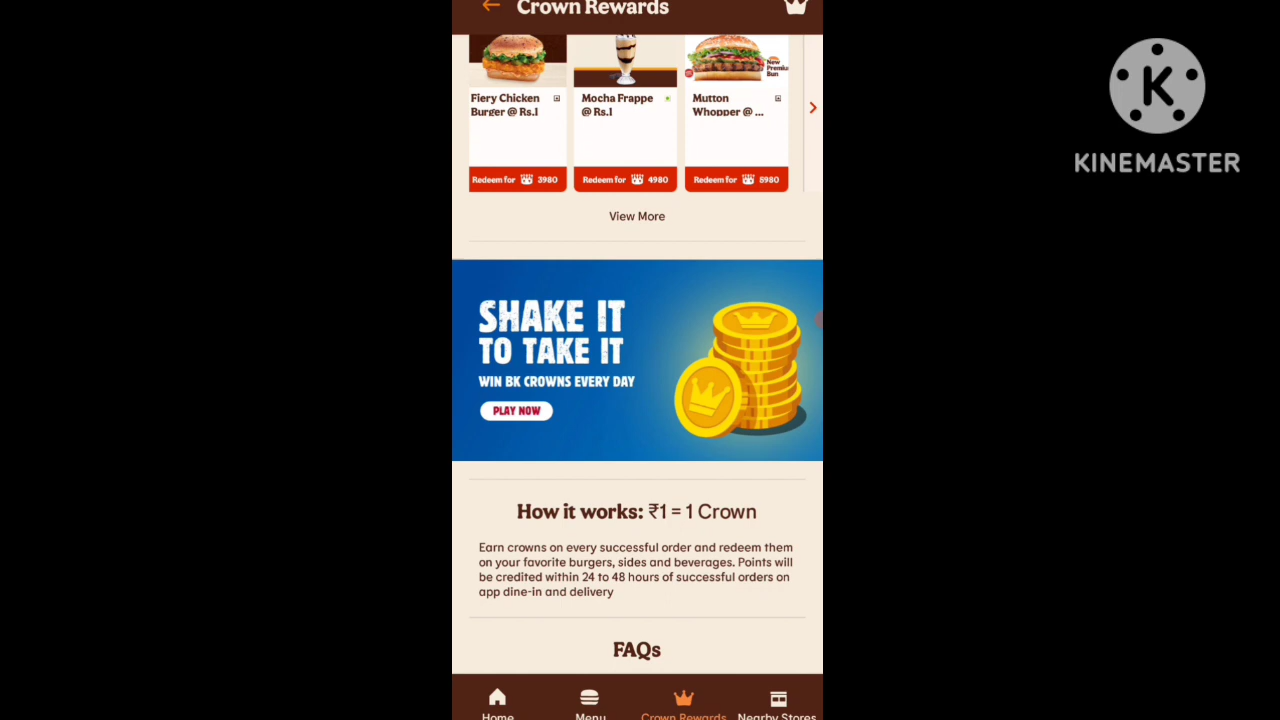 Crown Rewards
Fiery Chicken
Burger @ Rs.1
Mocha Frappe
@ Rs.1
New
Premiu
Bun
Mutton
Whopper @ ...
Redeem for 3980
Redeem for 4980
Redeem for 5980
View More
SHAKE IT
TO TAKE IT
WIN BK CROWNS EVERY DAY
PLAY NOW
How it works: ₹1 = 1 Crown
Earn crowns on every successful order and redeem them
on your favorite burgers, sides and beverages. Points will
be credited within 24 to 48 hours of successful orders on
app dine-in and delivery
FAQs
Home
Menu
Crown Rewards
Nearby Stores
K
KINEMASTER